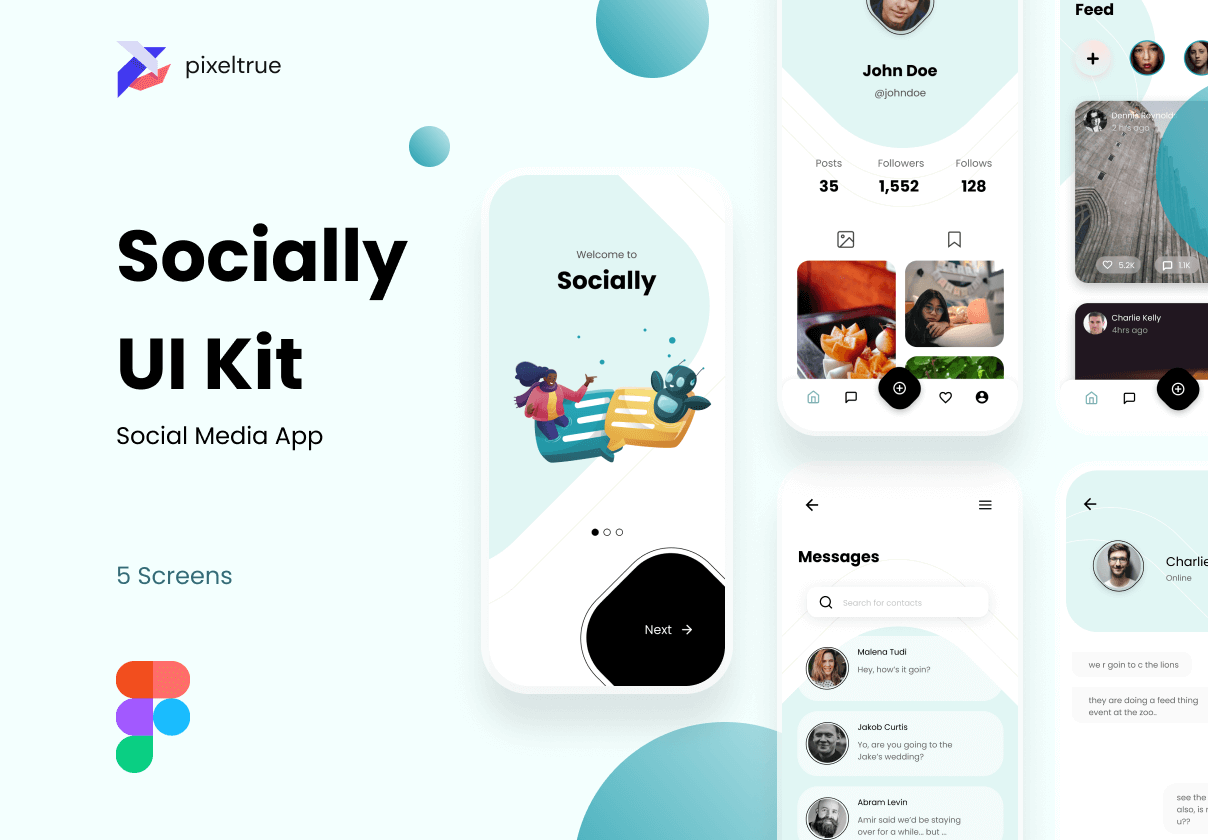 pixeltrue
Socially
UI Kit
Social Media App
5 Screens
Welcome to
Socially
Next
John Doe
@johndoe
Posts Followers Follows
35 1,552 128
Feed
Dennis Reynolds
2 hrs ago
5.2K 1.1K
Charlie Kelly
4hrs ago
Messages
Search for contacts
Malena Tudi
Hey, how's it goin?
Jakob Curtis
Yo, are you going to the
Jake's wedding?
Abram Levin
Amir said we'd be staying
over for a while... but ...
Charlie
Online
we r goin to c the lions
they are doing a feed thing
event at the zoo..
see the
also, is
u??